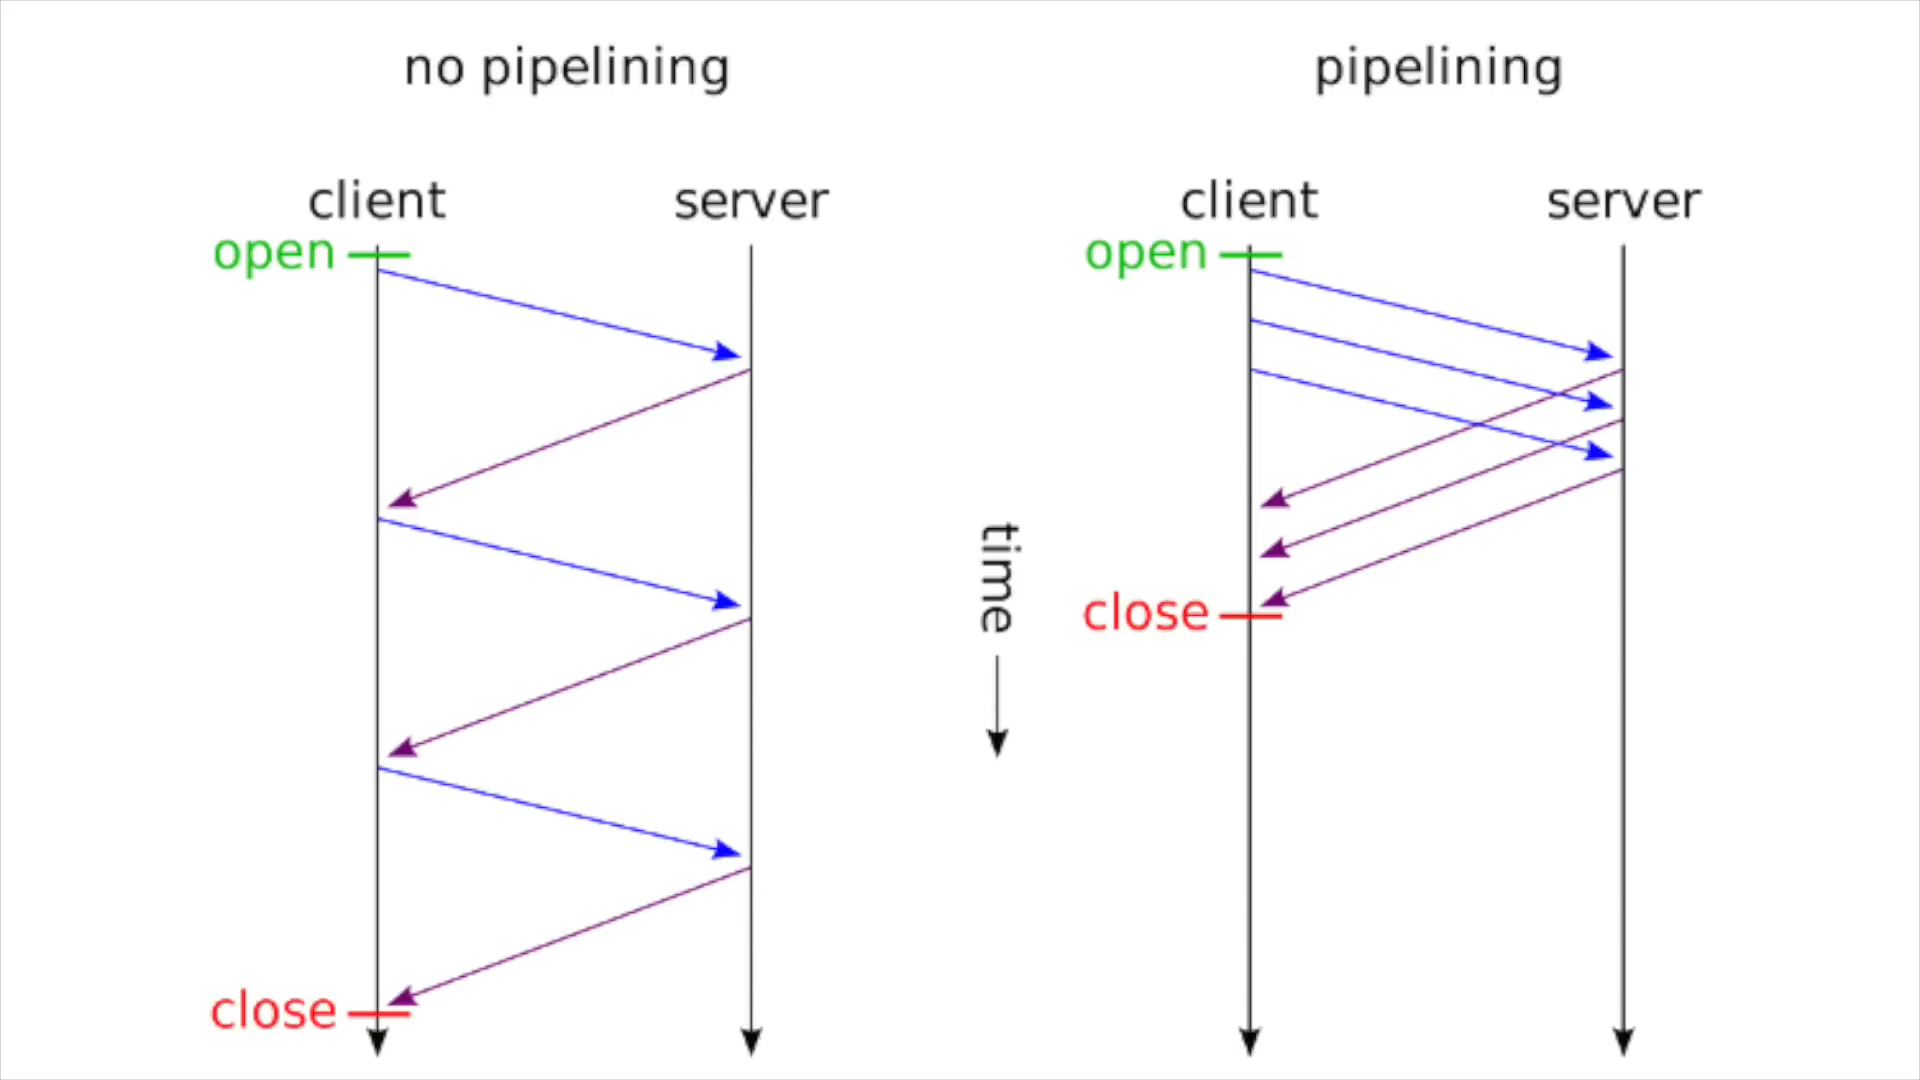 no pipelining
pipelining
client
server
client
server
open
open
time
close
close